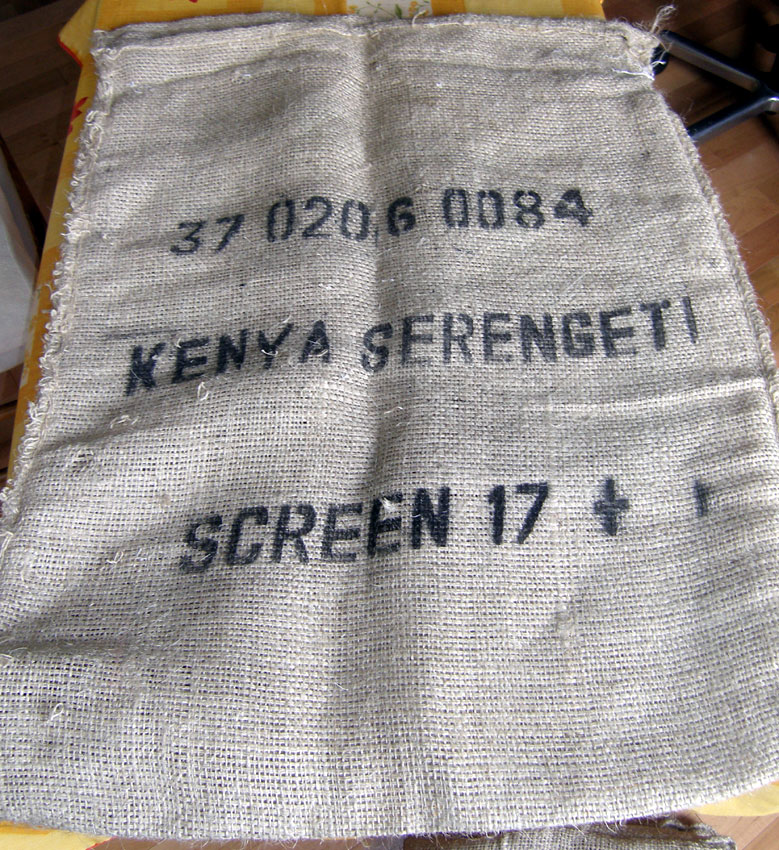 37 0206 0084
KENYA SERENGETI
SCREEN 17 +